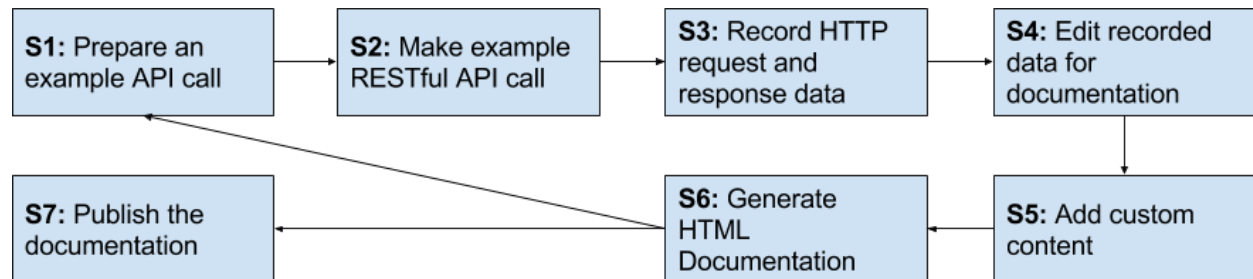 S1: Prepare an
example API call
S2: Make example
RESTful API call
S3: Record HTTP
request and
response data
S4: Edit recorded
data for
documentation
S7: Publish the
documentation
S6: Generate
HTML
Documentation
S5: Add custom
content